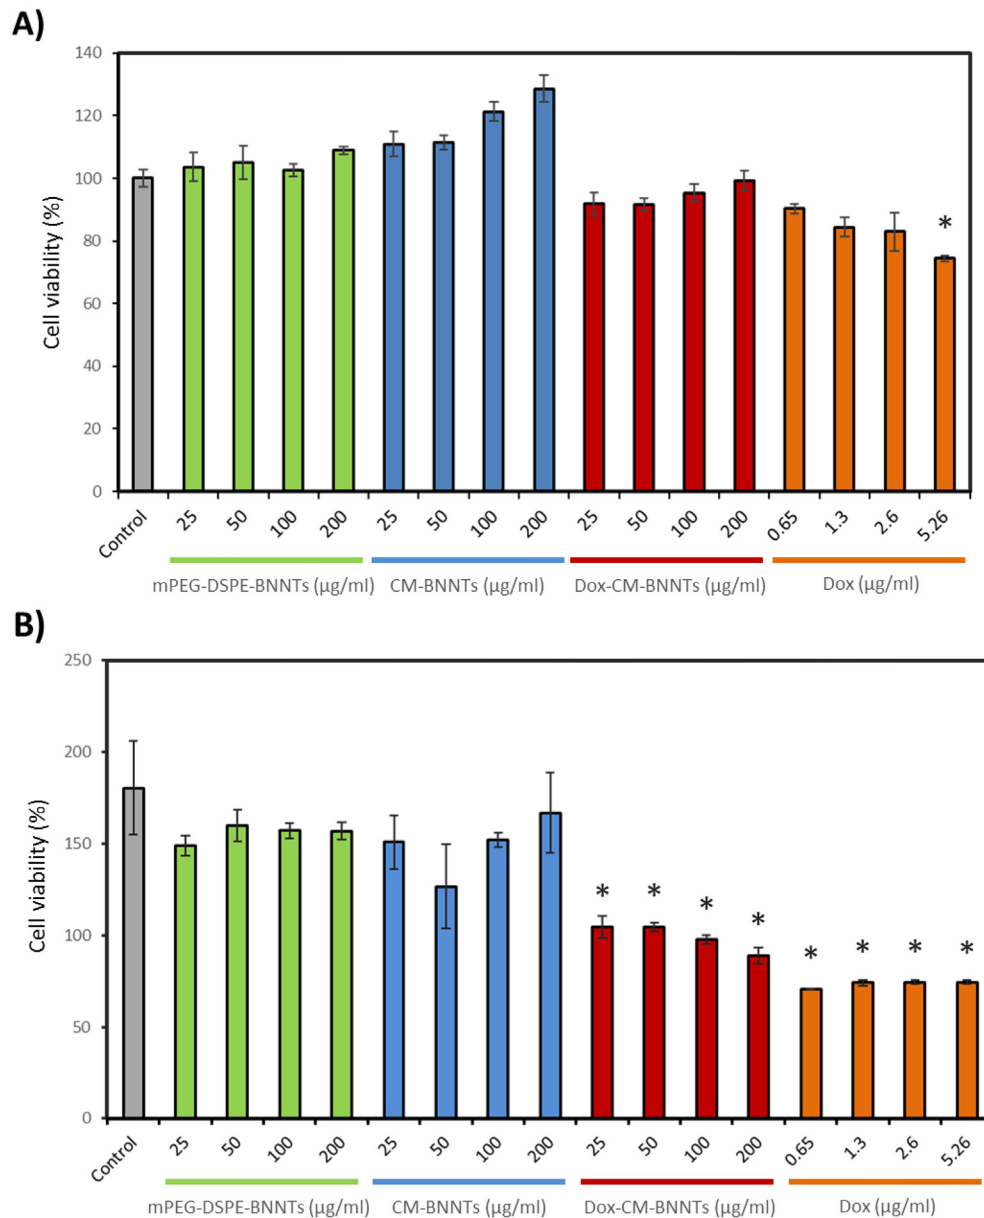 A)
140
120
100
80
60
40
20
0
Cell viability (%)
*
Control 25 50 100 200 25 50 100 200 25 50 100 200 0.65 1.3 2.6 5.26
mPEG-DSPE-BNNTs (µg/ml) CM-BNNTs (µg/ml) Dox-CM-BNNTs (µg/ml) Dox (µg/ml)
B)
250
200
150
100
50
0
Cell viability (%)
* * * * * * * *
Control 25 50 100 200 25 50 100 200 25 50 100 200 0.65 1.3 2.6 5.26
mPEG-DSPE-BNNTs (µg/ml) CM-BNNTs (µg/ml) Dox-CM-BNNTs (µg/ml) Dox (µg/ml)